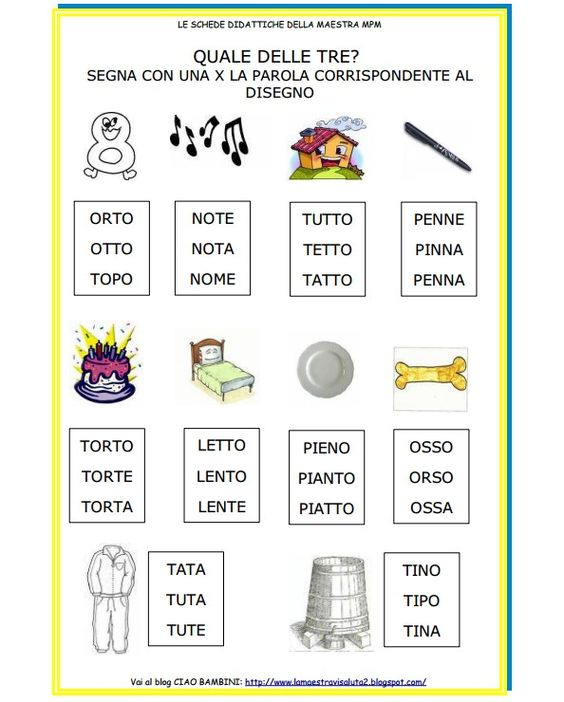 LE SCHEDE DIDATTICHE DELLA MAESTRA MPM
QUALE DELLE TRE?
SEGNA CON UNA X LA PAROLA CORRISPONDENTE AL
DISEGNO
ORTO
OTTO
TOPO
NOTE
NOTA
NOME
TUTTO
TETTO
TATTO
PENNE
PINNA
PENNA
TORTO
TORTE
TORTA
LETTO
LENTO
LENTE
PIENO
PIANTO
PIATTO
OSSO
ORSO
OSSA
TATA
TUTA
TUTE
TINO
TIPO
TINA
Vai al blog CIAO BAMBINI: http://www.lamaestravisaluta2.blogspot.com/